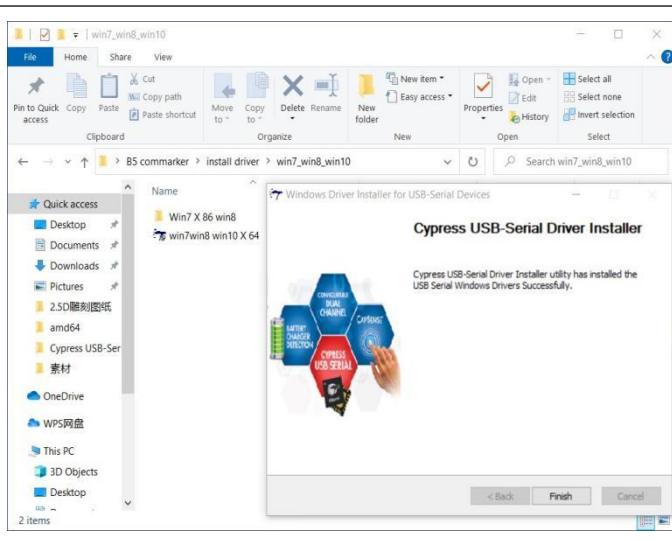 win7_win8_win10
File Home Share View
Pin to Quick access
Copy
Paste
Cut
Copy path
Paste shortcut
Clipboard
Move to
Copy to
Delete
Rename
Organize
New folder
New item
Easy access
New
Properties
Open
Edit
History
Open
Select all
Select none
Invert selection
Select
B5 commarker > install driver > win7_win8_win10
Search win7_win8_win10
Quick access
Desktop
Documents
Downloads
Pictures
2.5D雕刻图纸
amd64
Cypress USB-Ser
素材
OneDrive
WPS网盘
This PC
3D Objects
Desktop
2 items
Name
Win7 X 86 win8
win7win8 win10 X 64
Windows Driver Installer for USB-Serial Devices
Cypress USB-Serial Driver Installer
Cypress USB-Serial Driver Installer utility has installed the
USB Serial Windows Drivers Successfully.
CONFIGURABLE
DUAL
CHANNEL
CAPSENSE
BATTERY
CHARGER
DETECTION
CYPRESS
USB SERIAL
< Back
Finish
Cancel